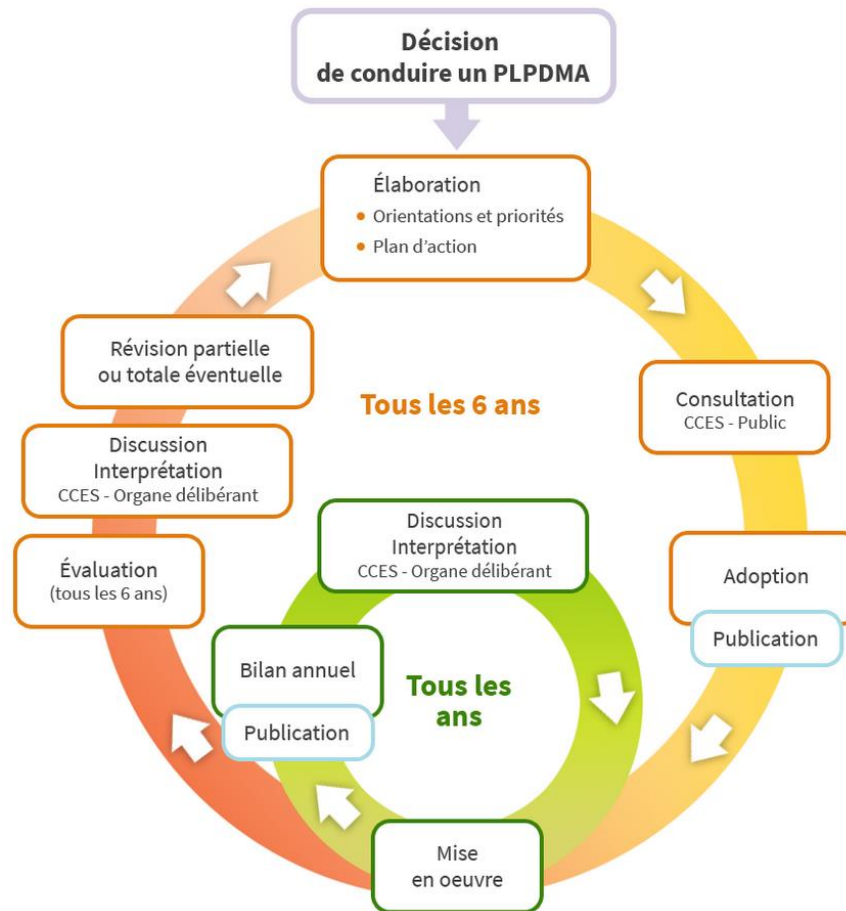 Décision
de conduire un PLPDMA
Élaboration
• Orientations et priorités
• Plan d'action
Révision partielle
ou totale éventuelle
Tous les 6 ans
Consultation
CCES - Public
Discussion
Interprétation
CCES - Organe délibérant
Discussion
Interprétation
CCES - Organe délibérant
Évaluation
(tous les 6 ans)
Adoption
Publication
Bilan annuel
Publication
Tous les
ans
Mise
en oeuvre